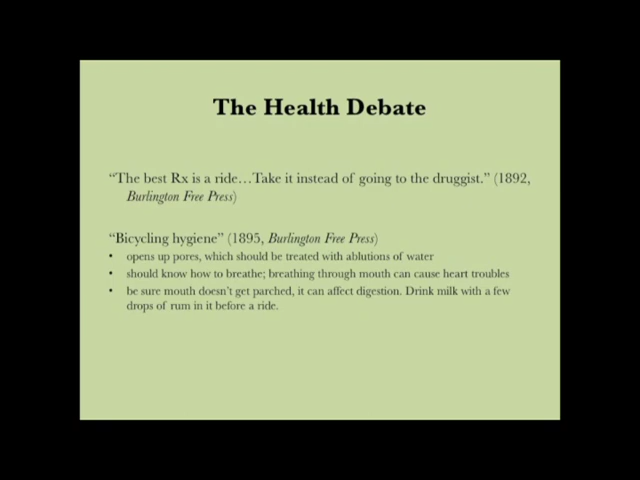 The Health Debate
“The best Rx is a ride…Take it instead of going to the druggist.” (1892,
Burlington Free Press)
“Bicycling hygiene” (1895, Burlington Free Press)
• opens up pores, which should be treated with ablutions of water
• should know how to breathe; breathing through mouth can cause heart troubles
• be sure mouth doesn’t get parched, it can affect digestion. Drink milk with a few
drops of rum in it before a ride.